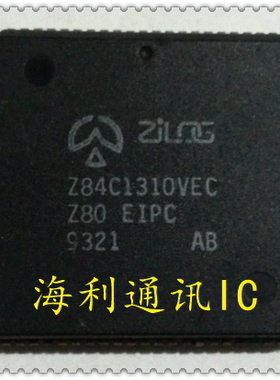 ZiLOG
Z84C1310VEC
Z80 EIPC
9321 AB
海利通讯IC